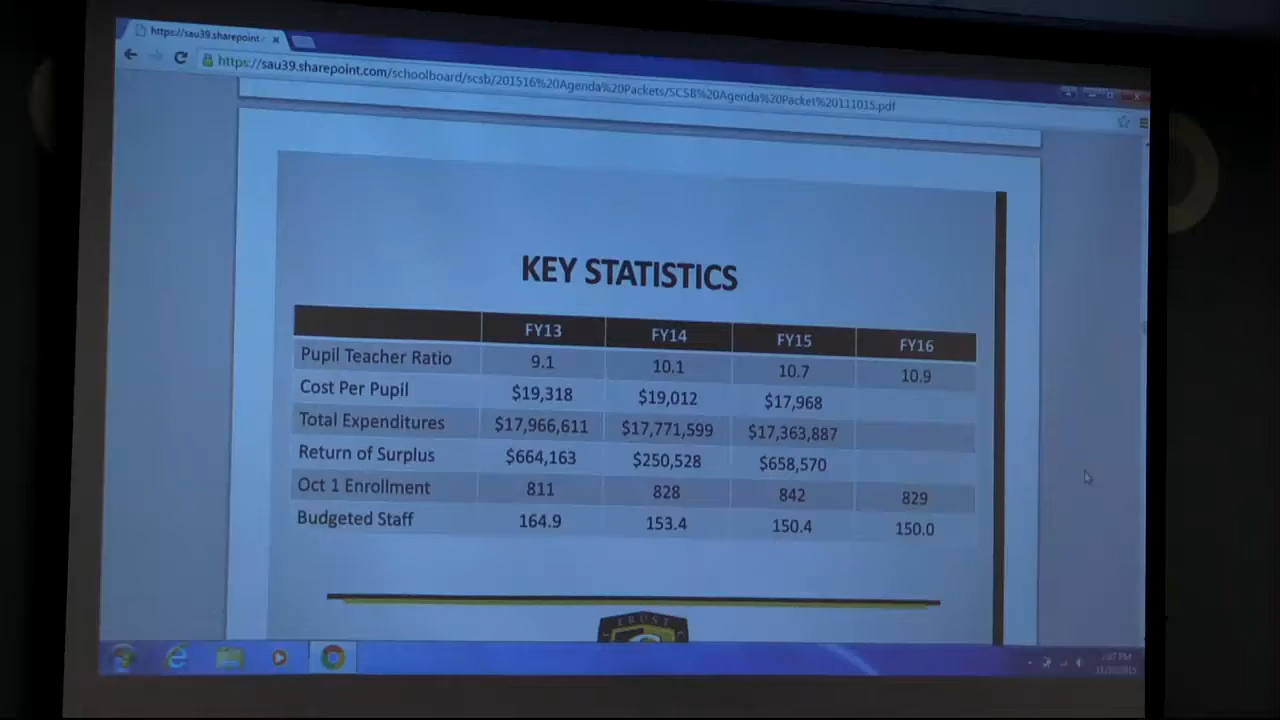 https://sau39.sharepoint.
https://sau39.sharepoint.com/schoolboard/scsb/201516%20Agenda%20Packets/SCSB%20Agenda%20Packet%20111015.pdf
KEY STATISTICS
FY13 FY14 FY15 FY16
Pupil Teacher Ratio 9.1 10.1 10.7 10.9
Cost Per Pupil $19,318 $19,012 $17,968
Total Expenditures $17,966,611 $17,771,599 $17,363,887
Return of Surplus $664,163 $250,528 $658,570
Oct 1 Enrollment 811 828 842 829
Budgeted Staff 164.9 153.4 150.4 150.0
TRUST